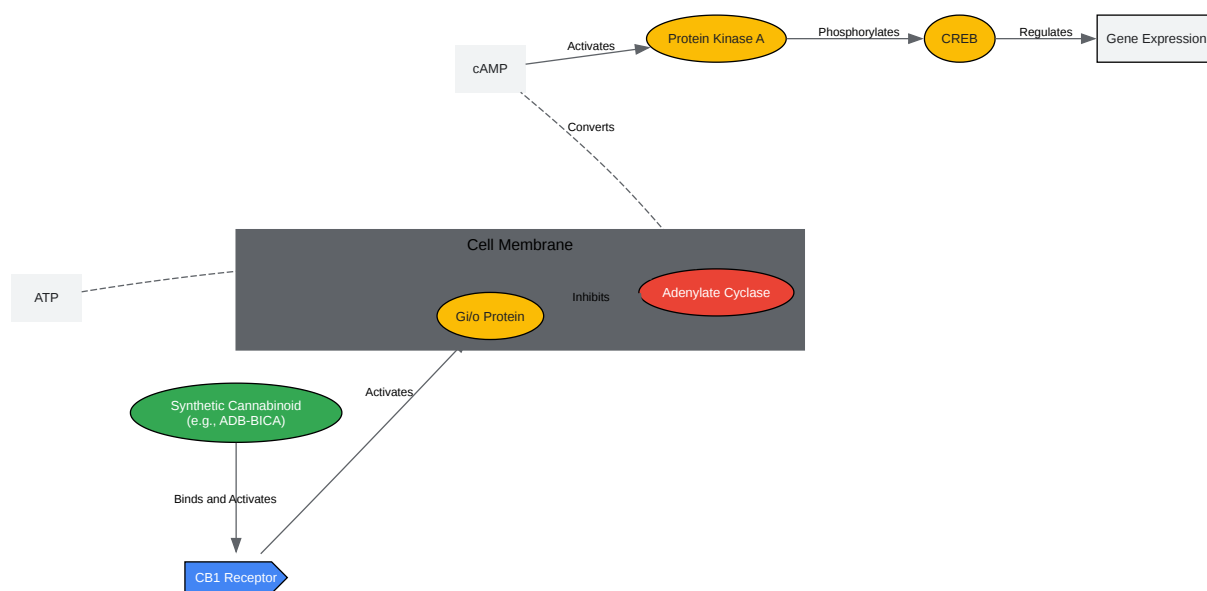 Protein Kinase A
Phosphorylates
CREB
Regulates
Gene Expression
Activates
cAMP
Converts
Cell Membrane
ATP
Inhibits
Adenylate Cyclase
Gi/o Protein
Activates
Synthetic Cannabinoid
(e.g., ADB-BICA)
Binds and Activates
CB1 Receptor